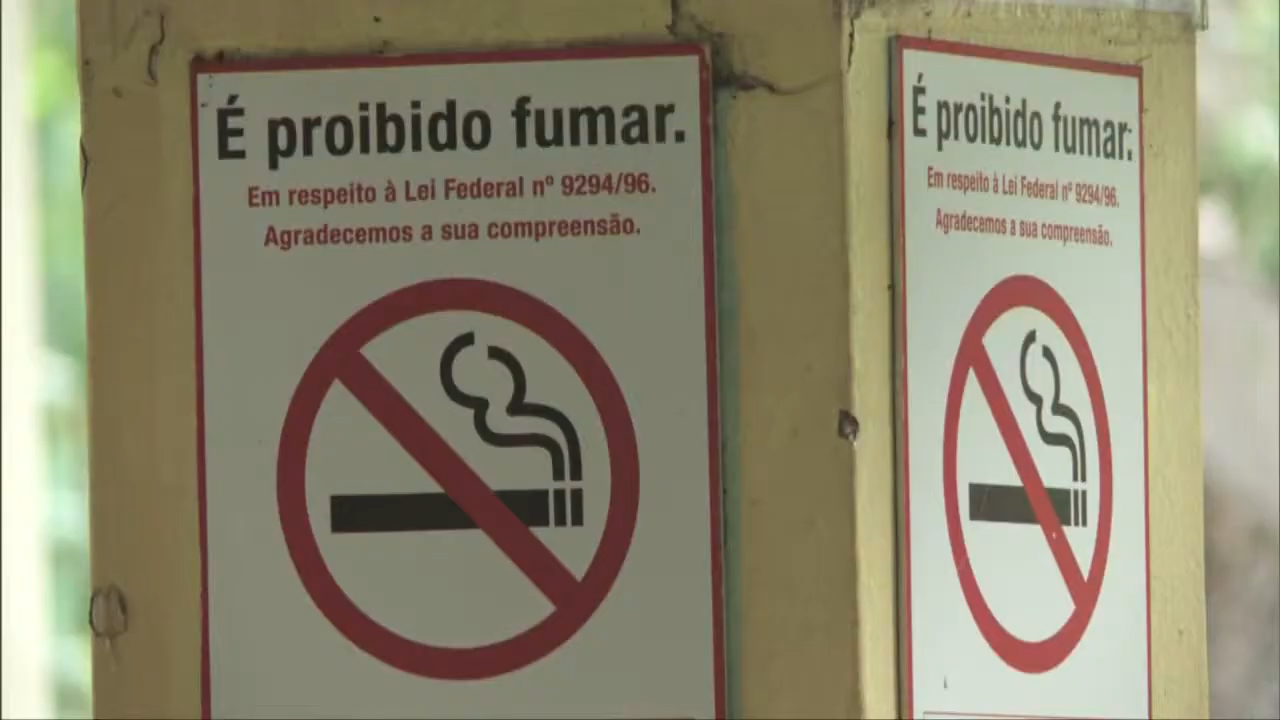 É proibido fumar.
Em respeito à Lei Federal nº 9294/96.
Agradecemos a sua compreensão.
É proibido fumar.
Em respeito à Lei Federal nº 9294/96.
Agradecemos a sua compreensão.